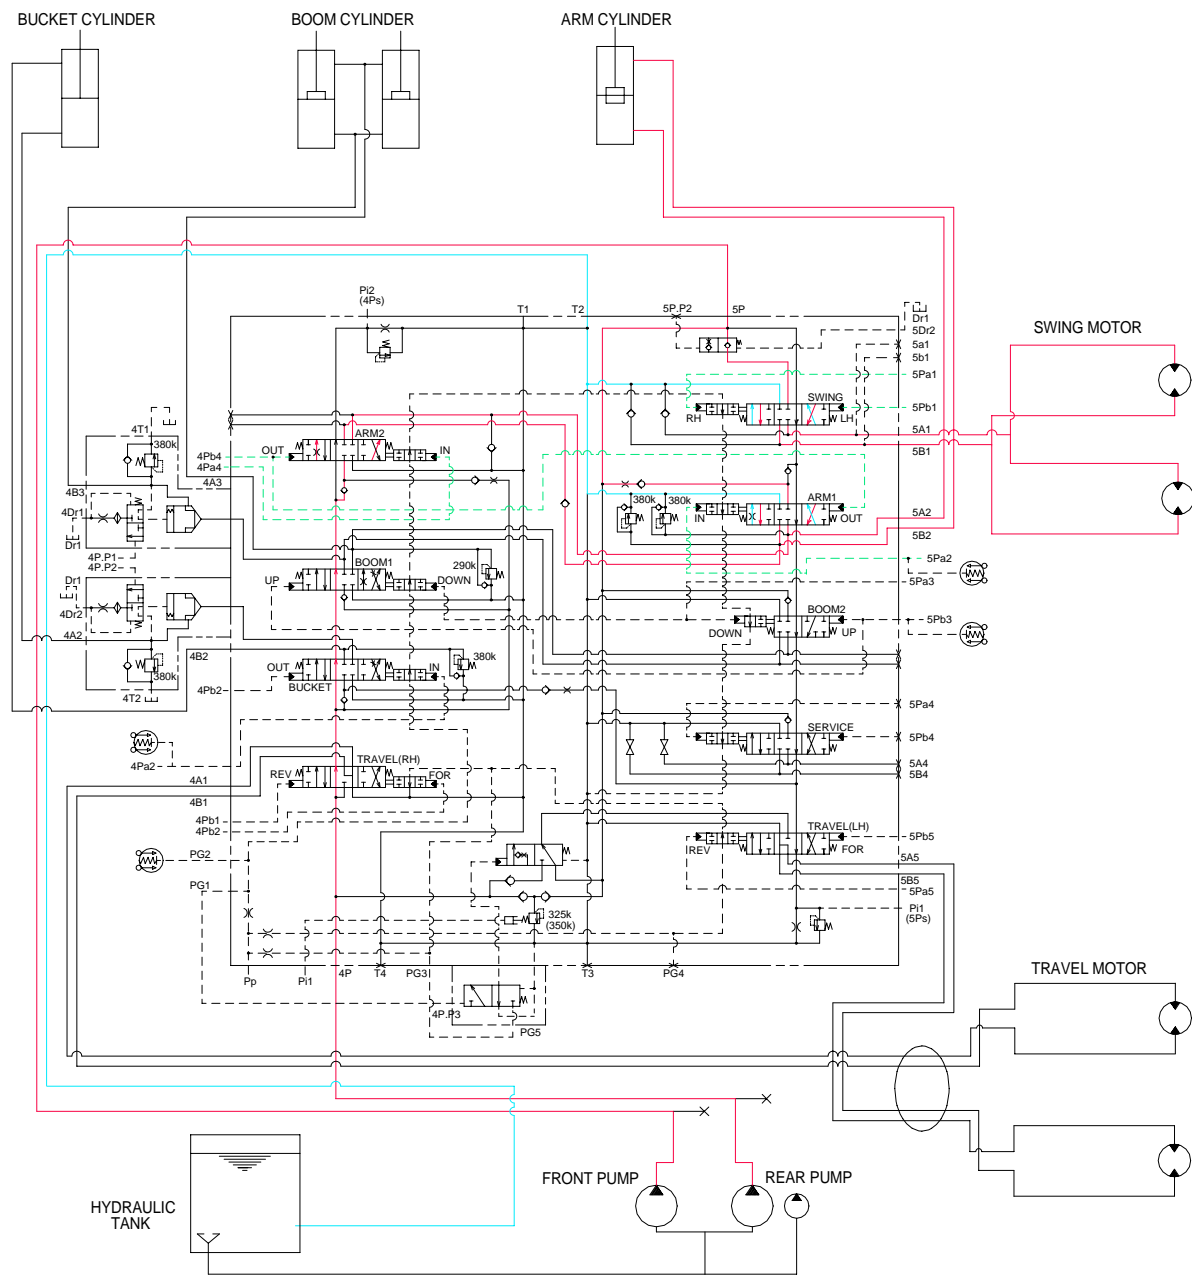 BUCKET CYLINDER
BOOM CYLINDER
ARM CYLINDER
Pi2
(4Ps)
T1
T2
5P.P2
5P
Dr1
5Dr2
5a1
5b1
5Pa1
5Pb1
SWING MOTOR
SWING
RH
LH
5A1
5B1
4T1
380k
4Pb4
4Pa4
4A3
OUT
ARM2
IN
4B3
4Dr1
Dr1
4P.P1
4P.P2
380k
380k
IN
ARM1
OUT
5A2
5B2
5Pa2
5Pa3
Dr1
4Dr2
4A2
UP
BOOM1
DOWN
290k
DOWN
BOOM2
UP
5Pb3
4B2
380k
4T2
4Pb2
OUT
BUCKET
IN
380k
5Pa4
SERVICE
5Pb4
5A4
5B4
4Pa2
4A1
4B1
REV
TRAVEL(RH)
FOR
4Pb1
4Pb2
TRAVEL(LH)
REV
FOR
5Pb5
5A5
5B5
5Pa5
PG2
PG1
325k
(350k)
Pi1
(5Ps)
Pp
Pi1
4P
T4
PG3
T3
PG4
4P.P3
PG5
TRAVEL MOTOR
HYDRAULIC
TANK
FRONT PUMP
REAR PUMP